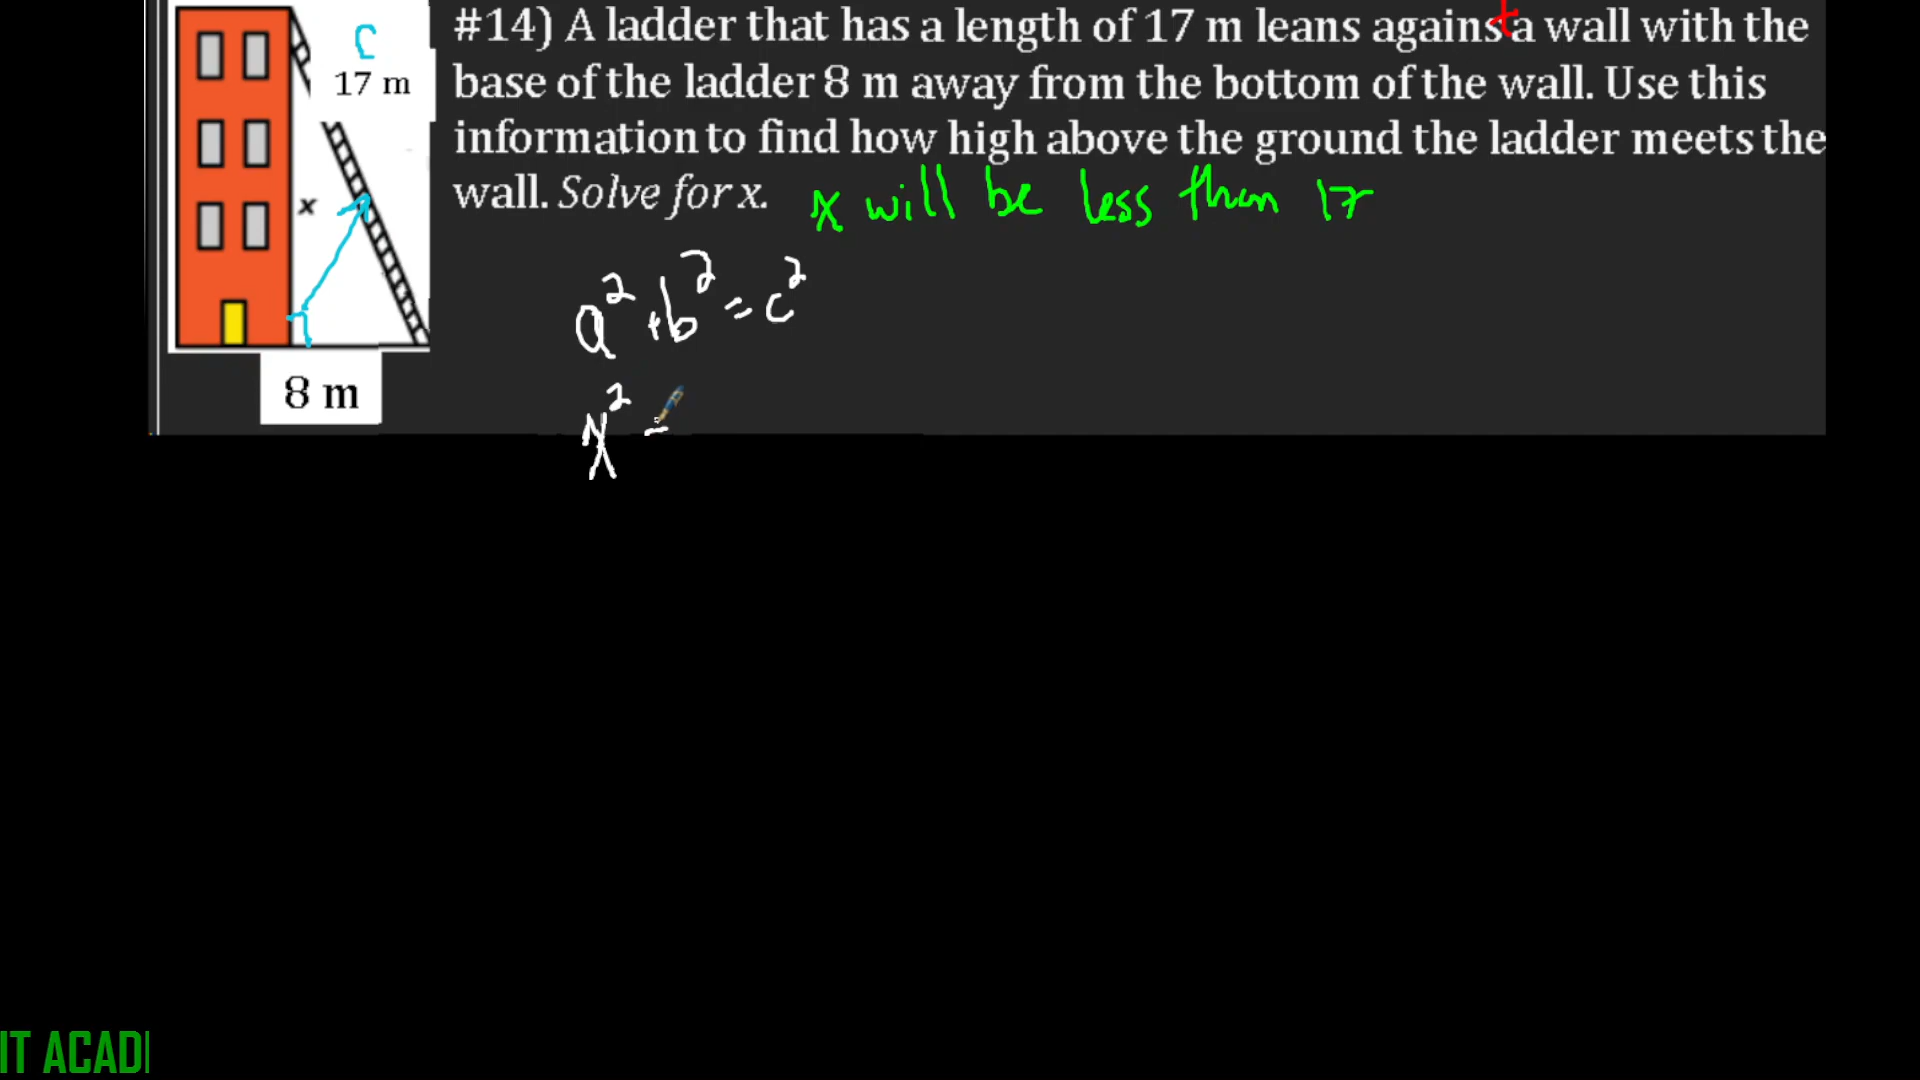 c
17 m
x
8 m
#14) A ladder that has a length of 17 m leans against a wall with the
base of the ladder 8 m away from the bottom of the wall. Use this
information to find how high above the ground the ladder meets the
wall. Solve for x. x will be less than 17
a² + b² = c²
x² =
IT ACAD